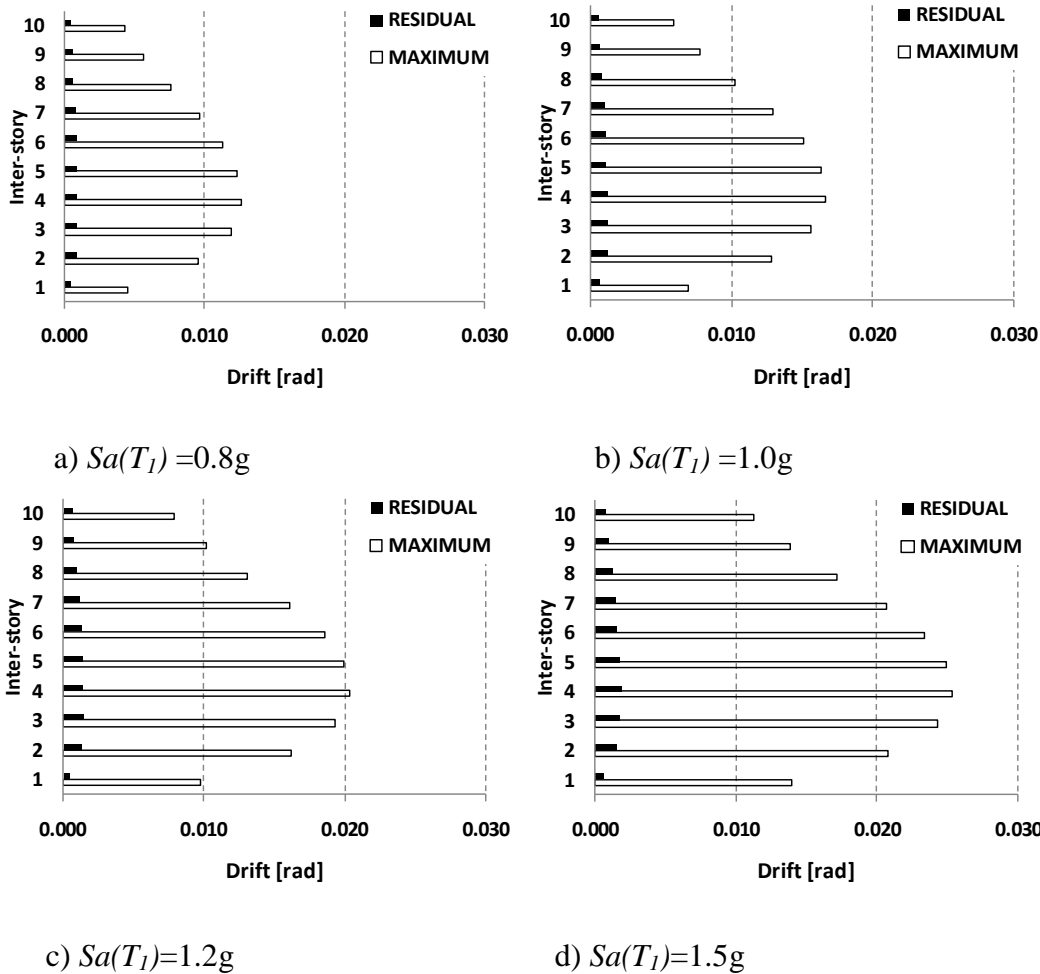 RESIDUAL
MAXIMUM
Inter-story
10
9
8
7
6
5
4
3
2
1
0.000 0.010 0.020 0.030
Drift [rad]
a) Sa(T1) =0.8g
RESIDUAL
MAXIMUM
Inter-story
10
9
8
7
6
5
4
3
2
1
0.000 0.010 0.020 0.030
Drift [rad]
b) Sa(T1) =1.0g
RESIDUAL
MAXIMUM
Inter-story
10
9
8
7
6
5
4
3
2
1
0.000 0.010 0.020 0.030
Drift [rad]
c) Sa(T1)=1.2g
RESIDUAL
MAXIMUM
Inter-story
10
9
8
7
6
5
4
3
2
1
0.000 0.010 0.020 0.030
Drift [rad]
d) Sa(T1)=1.5g